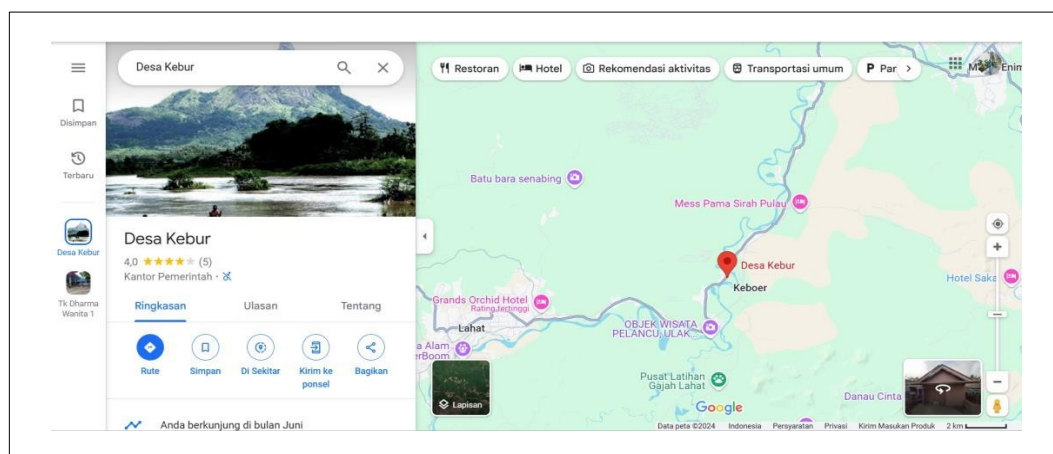 Desa Kebur
Disimpan
Terbaru
Desa Kebur
Tk Dharma
Wanita 1
Desa Kebur
4,0 (5)
Kantor Pemerintah ·
Ringkasan Ulasan Tentang
Rute Simpan Di Sekitar Kirim ke ponsel Bagikan
Anda berkunjung di bulan Juni
Restoran Hotel Rekomendasi aktivitas Transportasi umum P Par
Enim
Batu bara senabing
Mess Pama Sirah Pulau
Desa Kebur
Keboer
Hotel Saka
Grands Orchid Hotel
Rating tertinggi
Lahat
OBJEK WISATA
PELANCU, ULAK...
a Alam
erBoom
Pusat Latihan
Gajah Lahat
Danau Cinta
Lapisan
Google
Data peta ©2024 Indonesia Persyaratan Privasi Kirim Masukan Produk 2 km